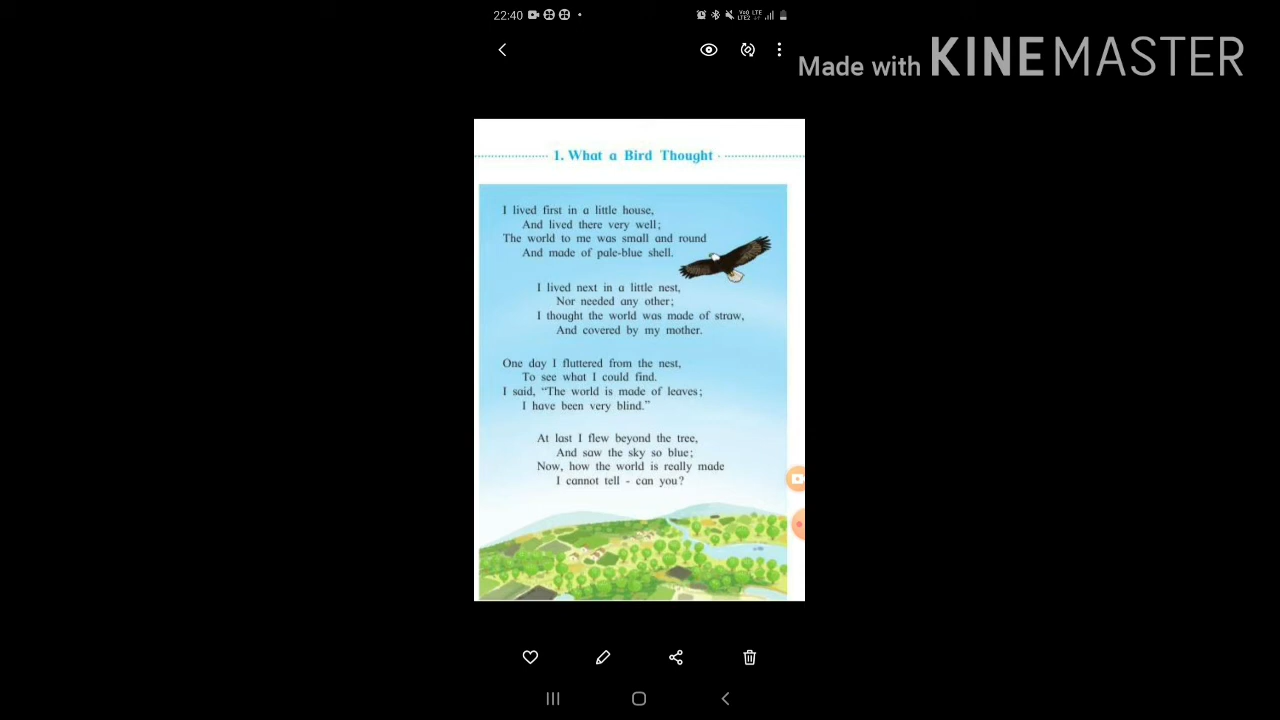 22:40
VoD LTE
LTE2
Made with KINEMASTER
1. What a Bird Thought
I lived first in a little house,
And lived there very well;
The world to me was small and round
And made of pale-blue shell.
I lived next in a little nest,
Nor needed any other;
I thought the world was made of straw,
And covered by my mother.
One day I fluttered from the nest,
To see what I could find.
I said, “The world is made of leaves;
I have been very blind.”
At last I flew beyond the tree,
And saw the sky so blue;
Now, how the world is really made
I cannot tell - can you?